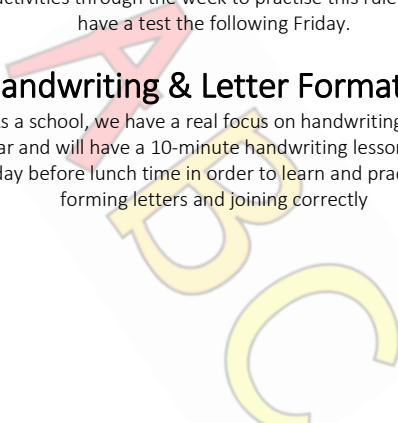 activities through the week to practise this rule
have a test the following Friday.
andwriting & Letter Format
s a school, we have a real focus on handwriting
ar and will have a 10-minute handwriting lesson
day before lunch time in order to learn and prac
forming letters and joining correctly
A
B
C